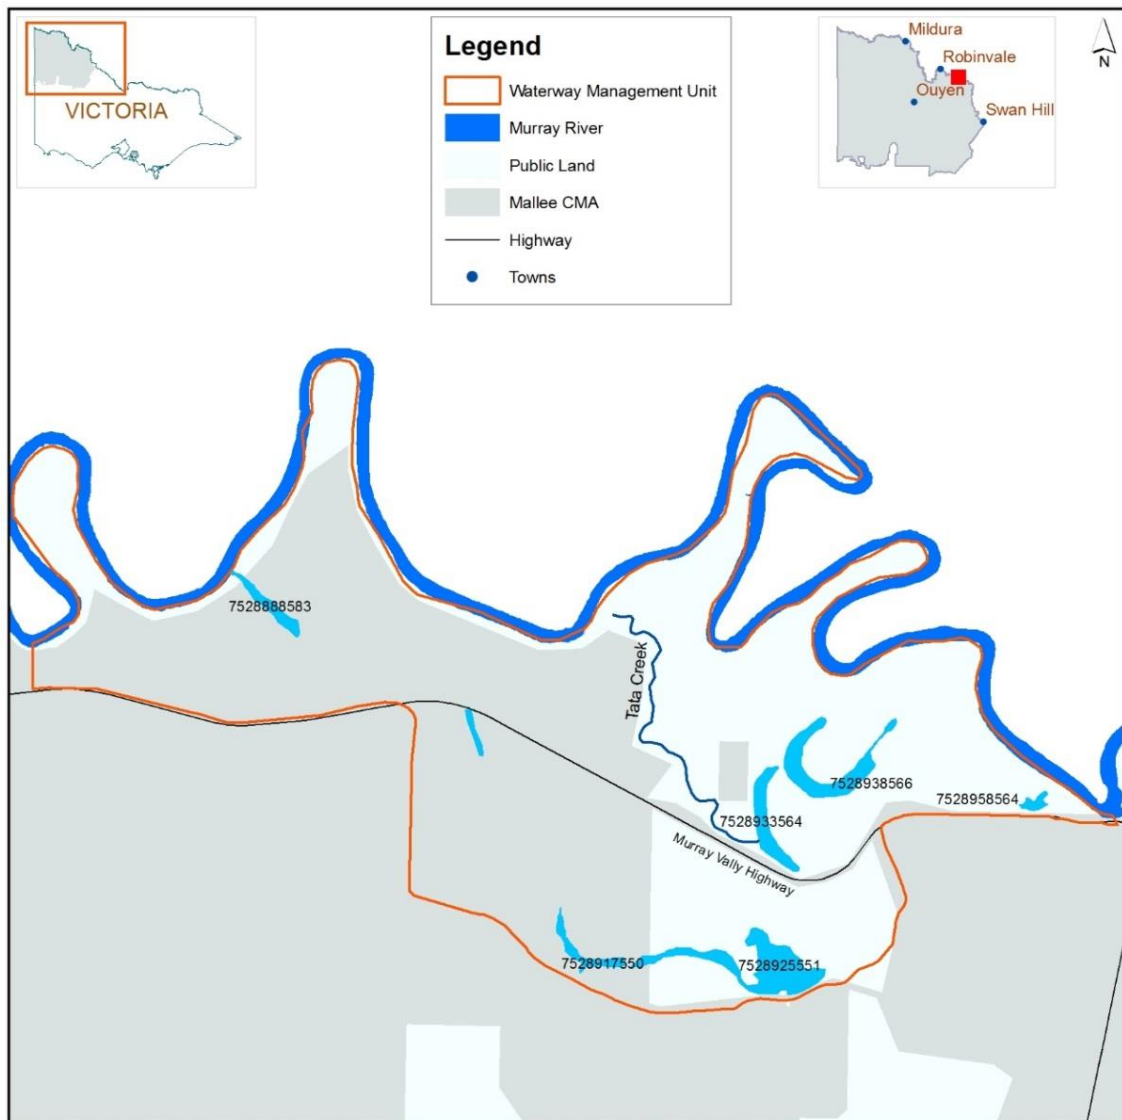 VICTORIA
Legend
Waterway Management Unit
Murray River
Public Land
Mallee CMA
Highway
Towns
Mildura
Robinvale
Ouyen
Swan Hill
N
7528888583
Tata Creek
7528938566
7528958564
7528933564
Murray Vally Highway
7528917550
7528925551